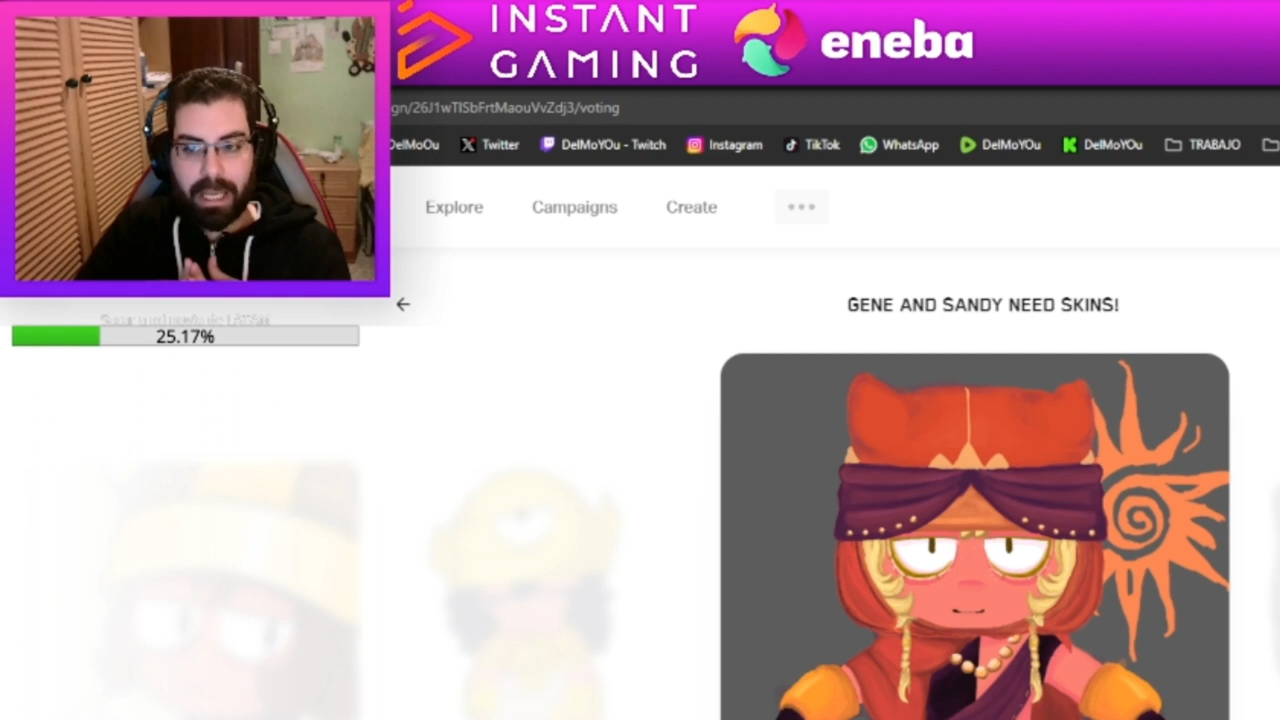 INSTANT
GAMING
eneba
gn/26J1wTISbFrtMaouVvZdj3/voting
DelMoOu Twitter DelMoYOu - Twitch Instagram TikTok WhatsApp DelMoYOu DelMoYOu TRABAJO
Explore Campaigns Create
GENE AND SANDY NEED SKINS!
25.17%